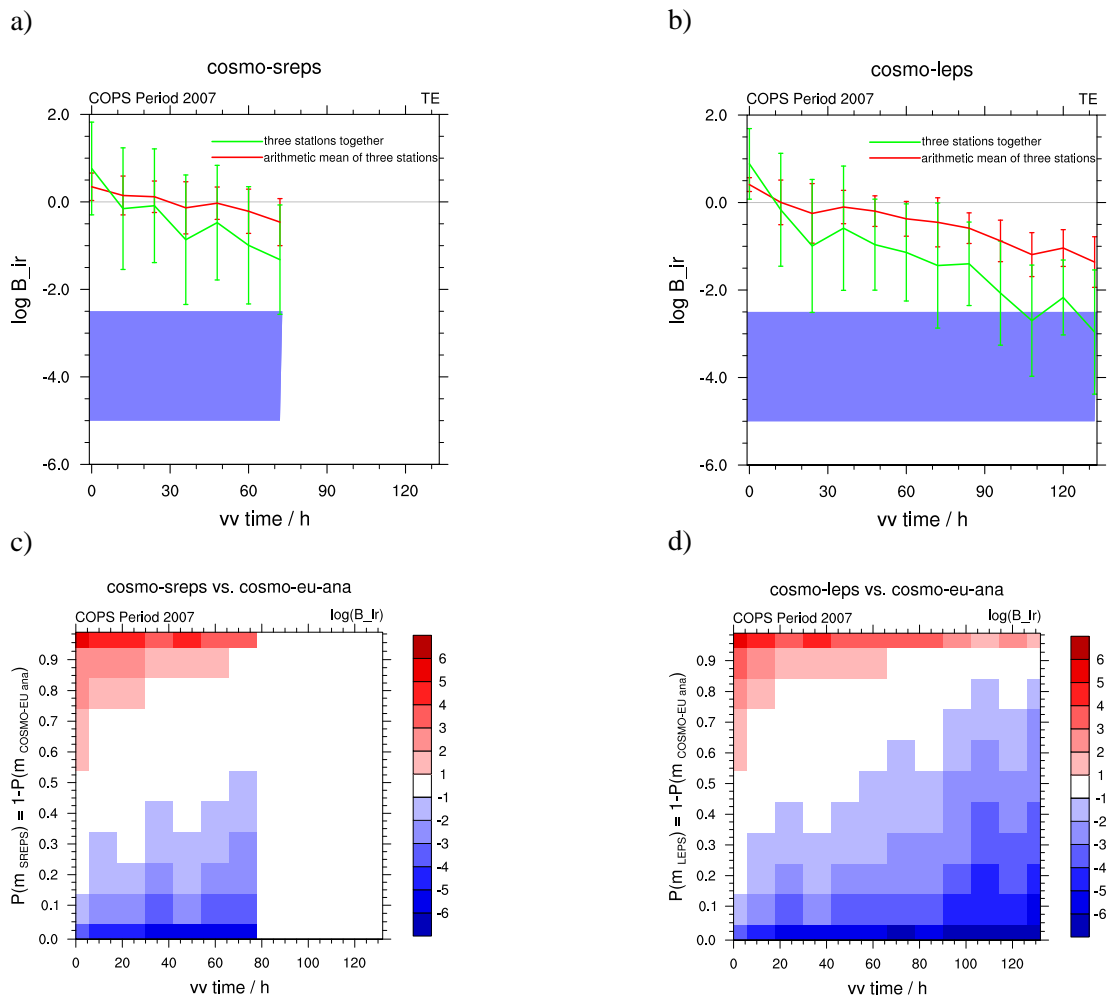 a)
cosmo-sreps
COPS Period 2007 TE
2.0
three stations together
arithmetic mean of three stations
0.0
-2.0
-4.0
-6.0
log B_ir
0 30 60 90 120
vv time / h
b)
cosmo-leps
COPS Period 2007 TE
2.0
three stations together
arithmetic mean of three stations
0.0
-2.0
-4.0
-6.0
log B_ir
0 30 60 90 120
vv time / h
c)
cosmo-sreps vs. cosmo-eu-ana
COPS Period 2007 log(B_Ir)
0.9
0.8
0.7
0.6
0.5
0.4
0.3
0.2
0.1
0.0
P(m SREPS) = 1-P(m COSMO-EU ana)
0 20 40 60 80 100 120
vv time / h
6
5
4
3
2
1
-1
-2
-3
-4
-5
-6
d)
cosmo-leps vs. cosmo-eu-ana
COPS Period 2007 log(B_Ir)
0.9
0.8
0.7
0.6
0.5
0.4
0.3
0.2
0.1
0.0
P(m LEPS) = 1-P(m COSMO-EU ana)
0 20 40 60 80 100 120
vv time / h
6
5
4
3
2
1
-1
-2
-3
-4
-5
-6